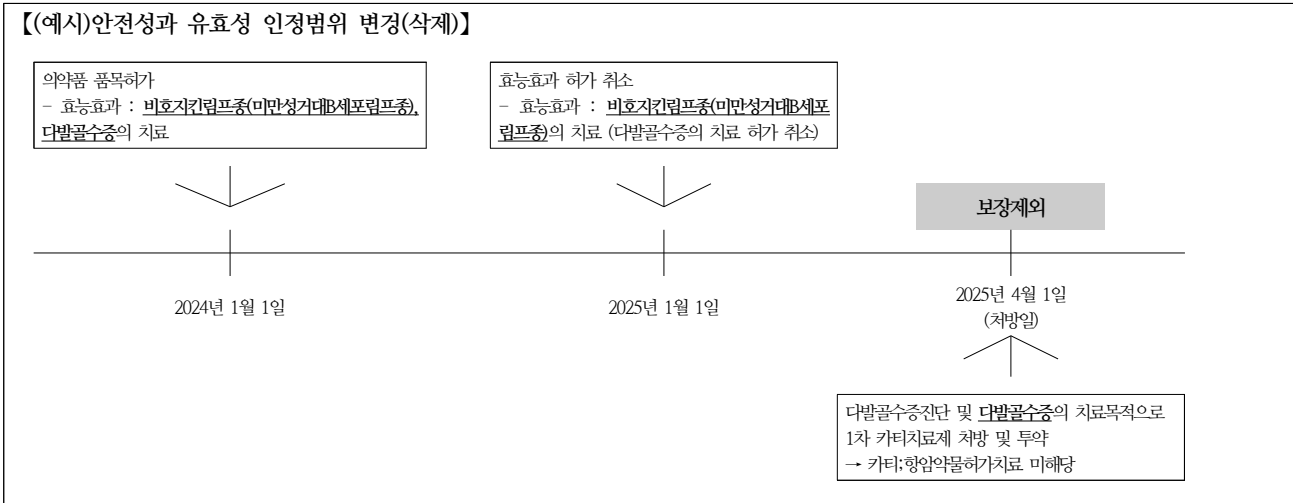 【(예시)안전성과 유효성 인정범위 변경(삭제)】
의약품 품목허가
- 효능효과 : 비호지킨림프종(미만성거대B세포림프종),
다발골수증의 치료
효능효과 허가 취소
- 효능효과 : 비호지킨림프종(미만성거대B세포
림프종)의 치료 (다발골수증의 치료 허가 취소)
보장제외
2024년 1월 1일
2025년 1월 1일
2025년 4월 1일
(처방일)
다발골수증진단 및 다발골수증의 치료목적으로
1차 카티치료제 처방 및 투약
→ 카티;항암약물허가치료 미해당